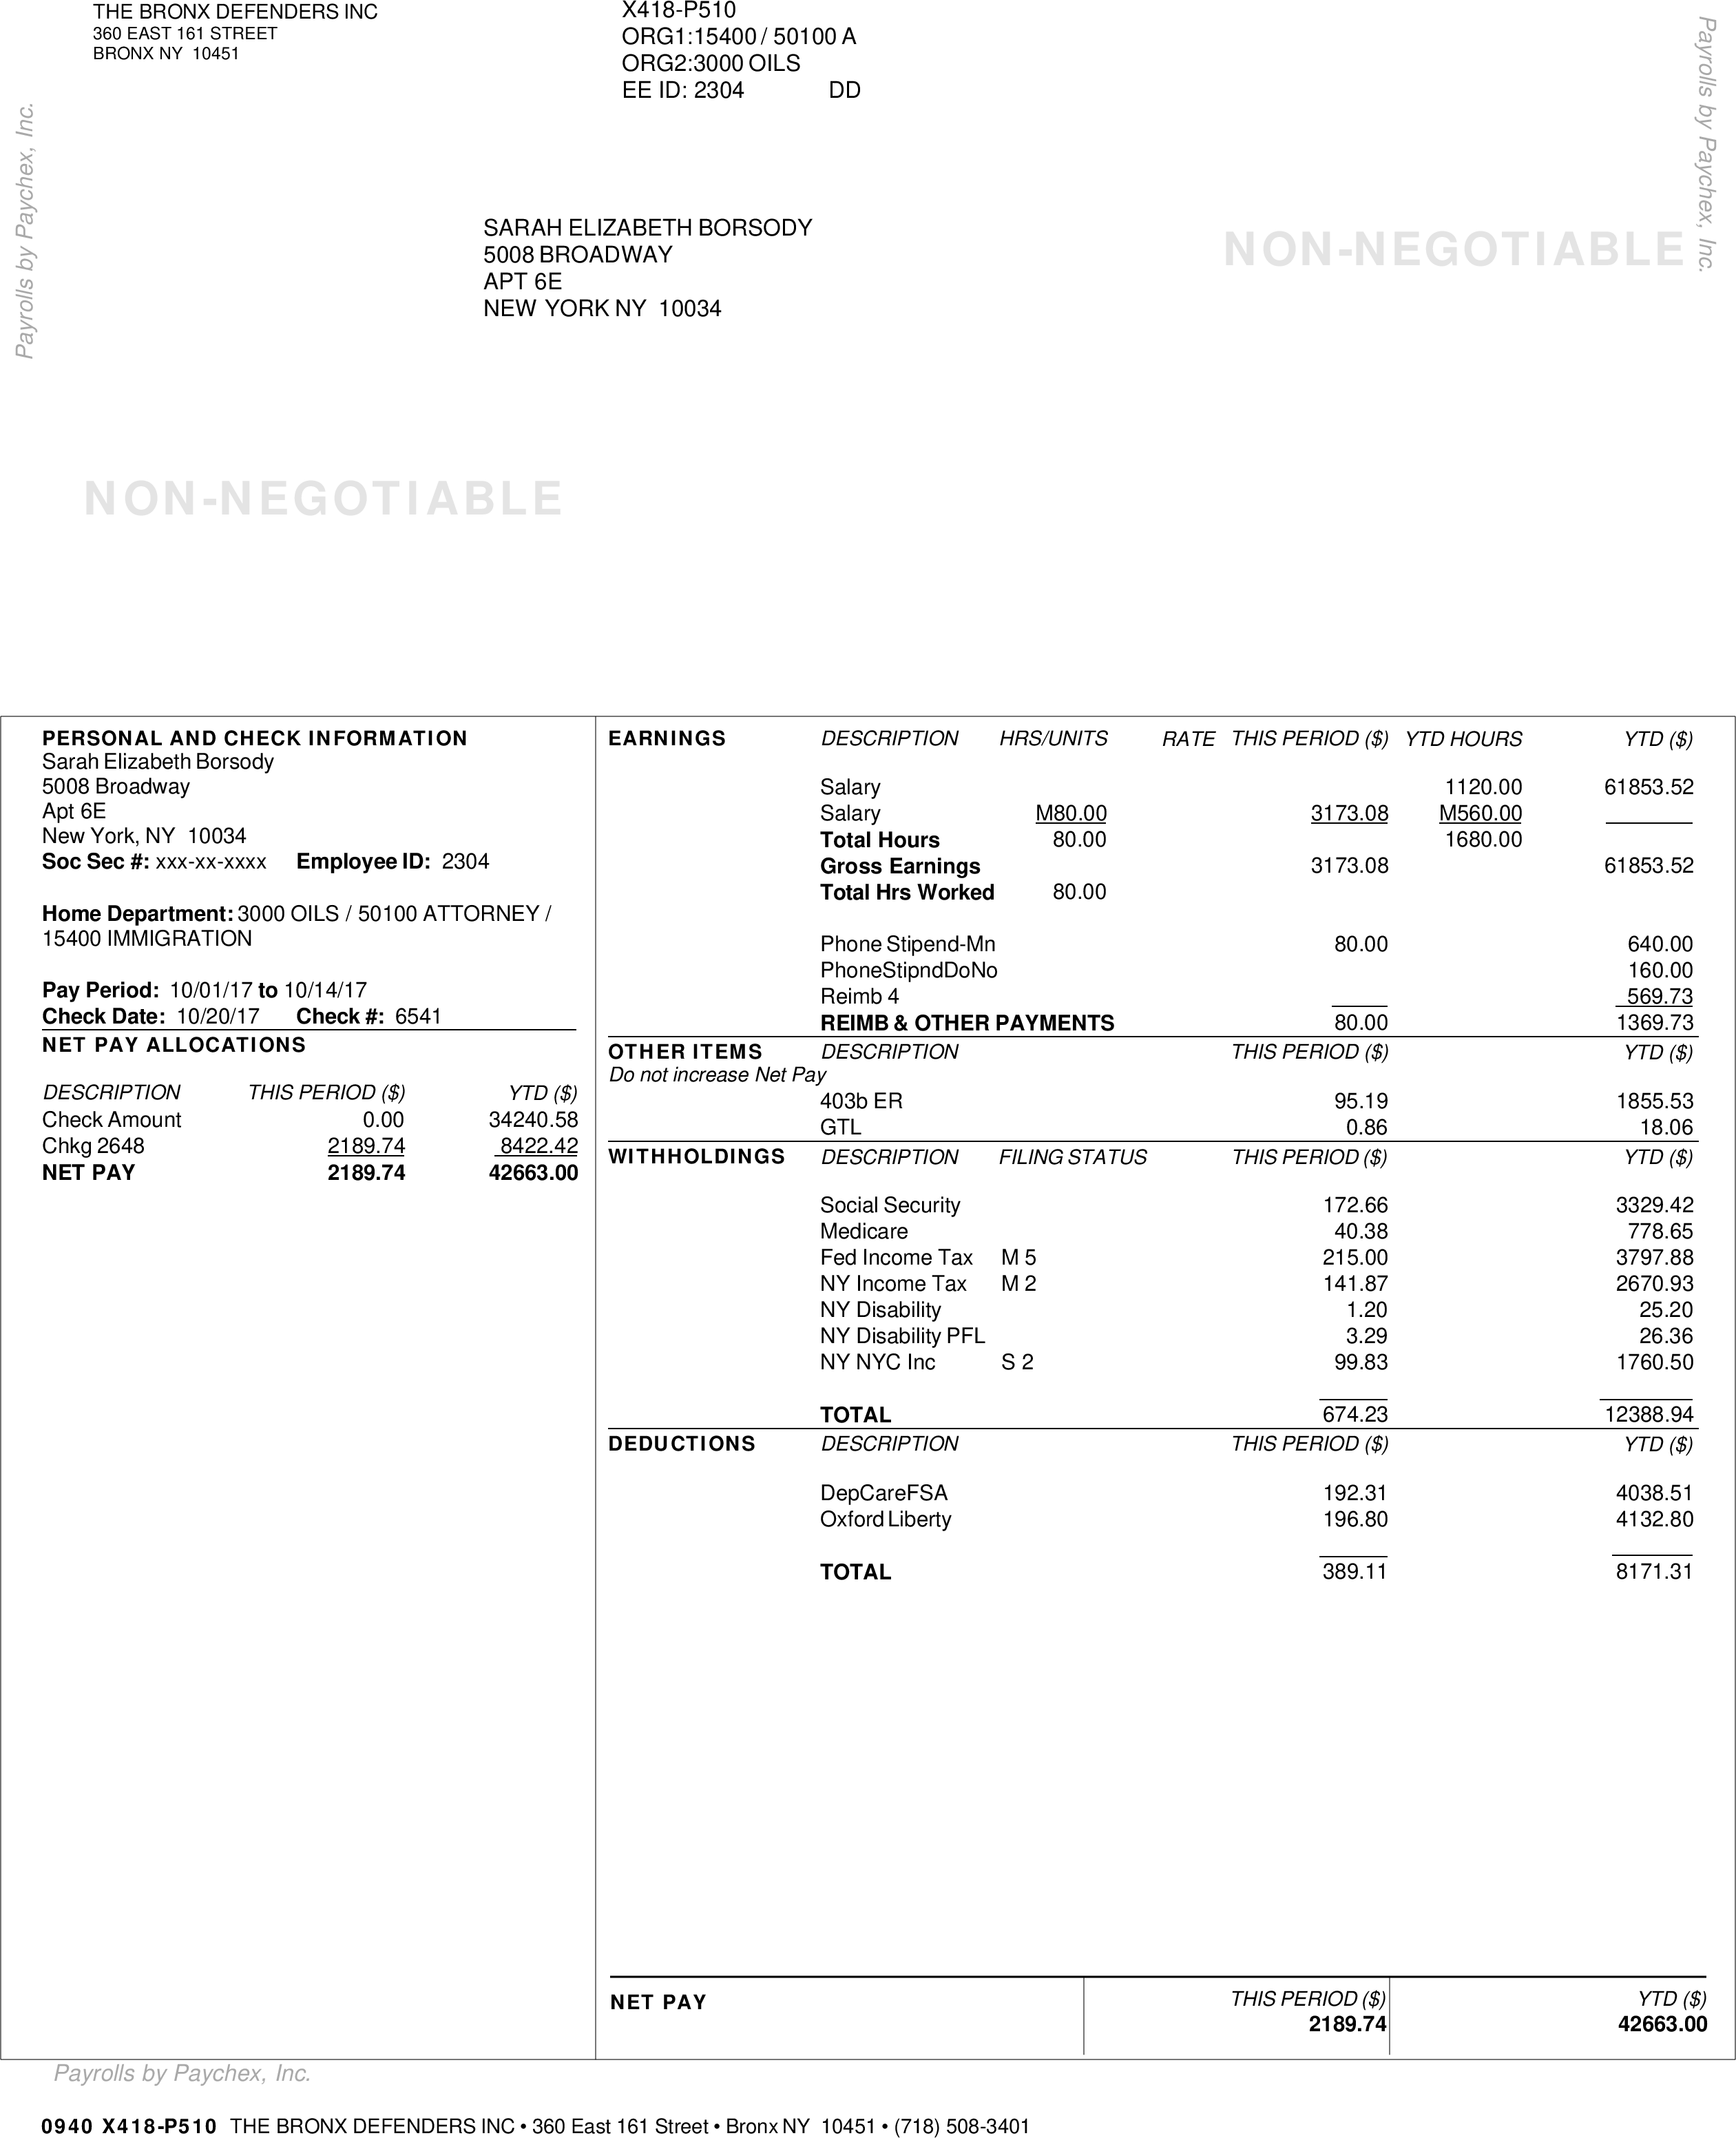 THE BRONX DEFENDERS INC
360 EAST 161 STREET
BRONX NY 10451
X418-P510
ORG1:15400 / 50100 A
ORG2:3000 OILS
EE ID: 2304 DD
Payrolls by Paychex, Inc.
Payrolls by Paychex, Inc.
SARAH ELIZABETH BORSODY
5008 BROADWAY
APT 6E
NEW YORK NY 10034
NON-NEGOTIABLE
NON-NEGOTIABLE
PERSONAL AND CHECK INFORMATION
Sarah Elizabeth Borsody
5008 Broadway
Apt 6E
New York, NY 10034
Soc Sec #: xxx-xx-xxxx Employee ID: 2304
Home Department: 3000 OILS / 50100 ATTORNEY /
15400 IMMIGRATION
Pay Period: 10/01/17 to 10/14/17
Check Date: 10/20/17 Check #: 6541
NET PAY ALLOCATIONS
DESCRIPTION THIS PERIOD ($) YTD ($)
Check Amount 0.00 34240.58
Chkg 2648 2189.74 8422.42
NET PAY 2189.74 42663.00
EARNINGS DESCRIPTION HRS/UNITS RATE THIS PERIOD ($) YTD HOURS YTD ($)
Salary 1120.00 61853.52
Salary M80.00 3173.08 M560.00
Total Hours 80.00 1680.00
Gross Earnings 3173.08 61853.52
Total Hrs Worked 80.00
Phone Stipend-Mn 80.00 640.00
PhoneStipndDoNo 160.00
Reimb 4 569.73
REIMB & OTHER PAYMENTS 80.00 1369.73
OTHER ITEMS DESCRIPTION THIS PERIOD ($) YTD ($)
Do not increase Net Pay
403b ER 95.19 1855.53
GTL 0.86 18.06
WITHHOLDINGS DESCRIPTION FILING STATUS THIS PERIOD ($) YTD ($)
Social Security 172.66 3329.42
Medicare 40.38 778.65
Fed Income Tax M 5 215.00 3797.88
NY Income Tax M 2 141.87 2670.93
NY Disability 1.20 25.20
NY Disability PFL 3.29 26.36
NY NYC Inc S 2 99.83 1760.50
TOTAL 674.23 12388.94
DEDUCTIONS DESCRIPTION THIS PERIOD ($) YTD ($)
DepCareFSA 192.31 4038.51
Oxford Liberty 196.80 4132.80
TOTAL 389.11 8171.31
NET PAY THIS PERIOD ($) YTD ($)
2189.74 42663.00
Payrolls by Paychex, Inc.
0940 X418-P510 THE BRONX DEFENDERS INC • 360 East 161 Street • Bronx NY 10451 • (718) 508-3401